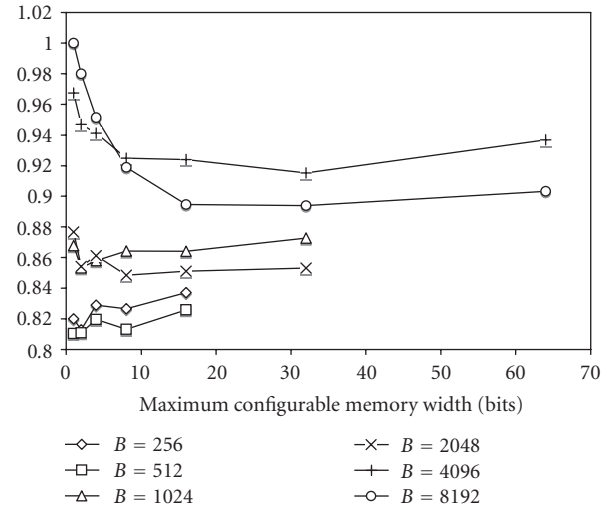 1.02
1
0.98
0.96
0.94
0.92
0.9
0.88
0.86
0.84
0.82
0.8
0 10 20 30 40 50 60 70
Maximum configurable memory width (bits)
B = 256
B = 512
B = 1024
B = 2048
B = 4096
B = 8192